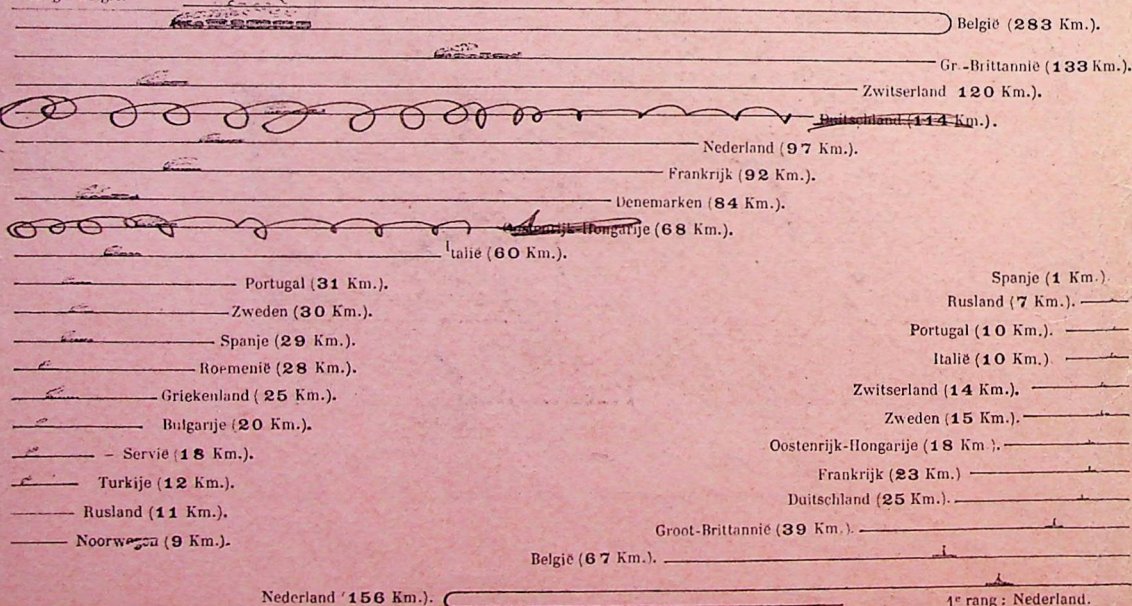 België (283 Km.).
Gr.-Brittannië (133 Km.).
Zwitserland 120 Km.).
Duitschland (114 Km.).
Nederland (97 Km.).
Frankrijk (92 Km.).
Denemarken (84 Km.).
Oostenrijk-Hongarije (68 Km.).
Italië (60 Km.).
Portugal (31 Km.).
Zweden (30 Km.).
Spanje (29 Km.).
Roemenië (28 Km.).
Griekenland (25 Km.).
Bulgarije (20 Km.).
– Servië (18 Km.).
Turkije (12 Km.).
Rusland (11 Km.).
Noorwegen (9 Km.).
Spanje (1 Km.).
Rusland (7 Km.).
Portugal (10 Km.).
Italië (10 Km.)
Zwitserland (14 Km.).
Zweden (15 Km.).
Oostenrijk-Hongarije (18 Km.).
Frankrijk (23 Km.)
Duitschland (25 Km.).
Groot-Brittannië (39 Km.).
België (67 Km.).
Nederland (156 Km.).
1e rang : Nederland.